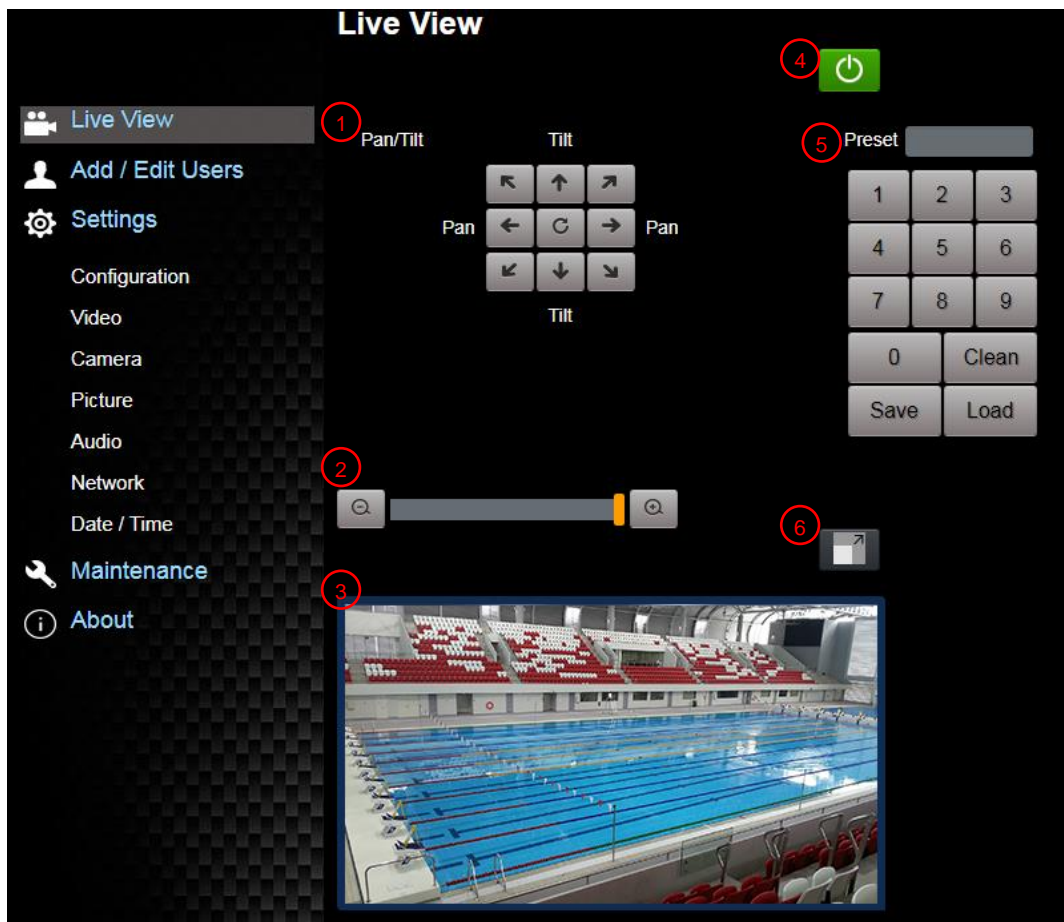 Live View
4
Live View
Add / Edit Users
Settings
Configuration
Video
Camera
Picture
Audio
Network
Date / Time
Maintenance
About
1
Pan/Tilt
Tilt
Pan
Pan
Tilt
5
Preset
1 2 3
4 5 6
7 8 9
0 Clean
Save Load
2
6
3